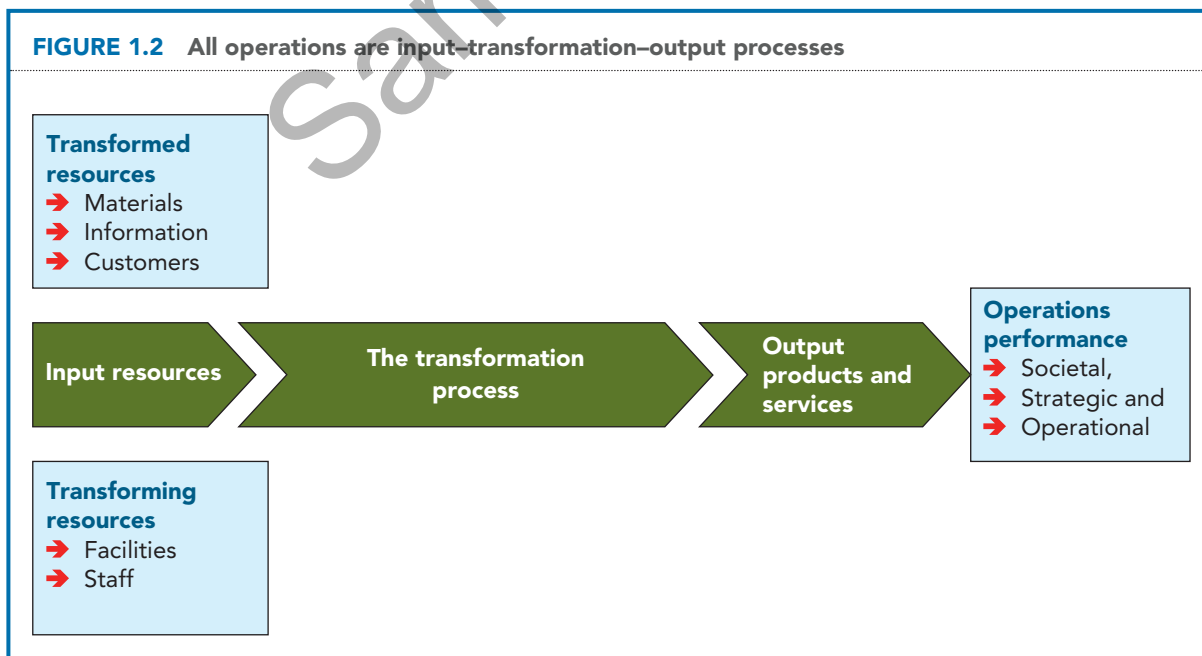 FIGURE 1.2 All operations are input–transformation–output processes
Sam
Transformed
resources
➔ Materials
➔ Information
➔ Customers
Input resources
The transformation
process
Output
products and
services
Operations
performance
➔ Societal,
➔ Strategic and
➔ Operational
Transforming
resources
➔ Facilities
➔ Staff